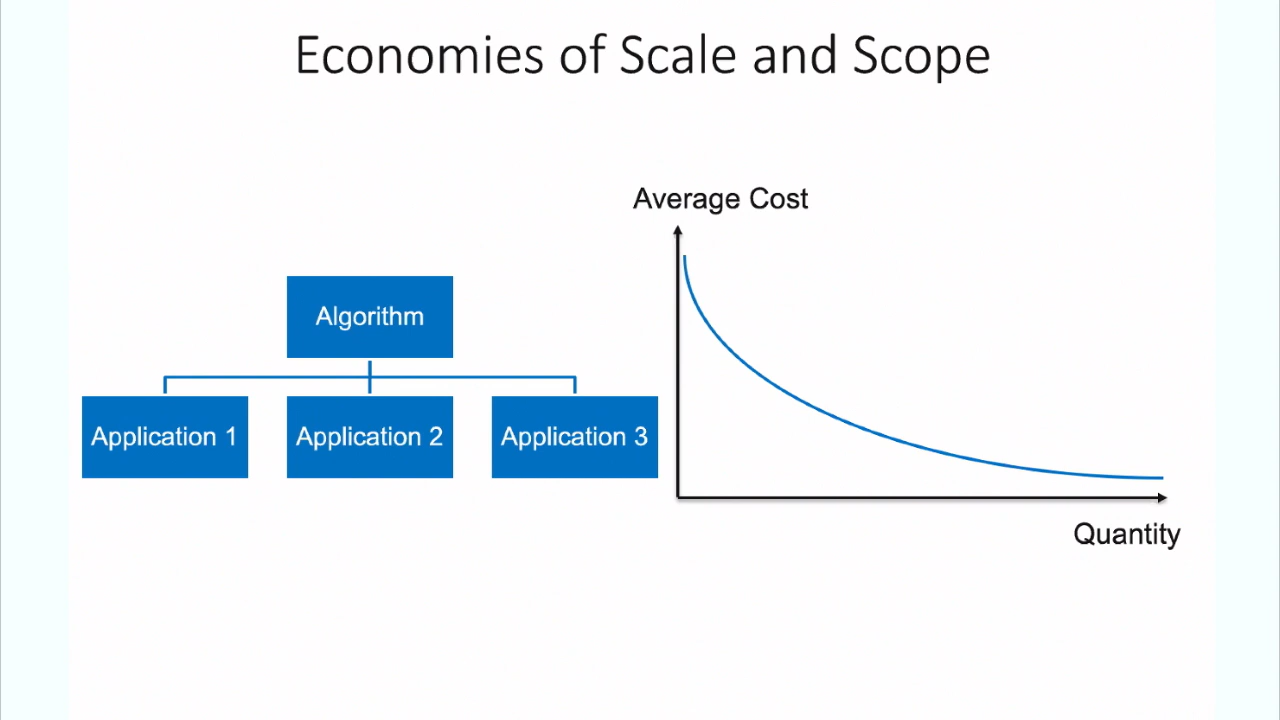 Economies of Scale and Scope
Average Cost
Algorithm
Application 1
Application 2
Application 3
Quantity